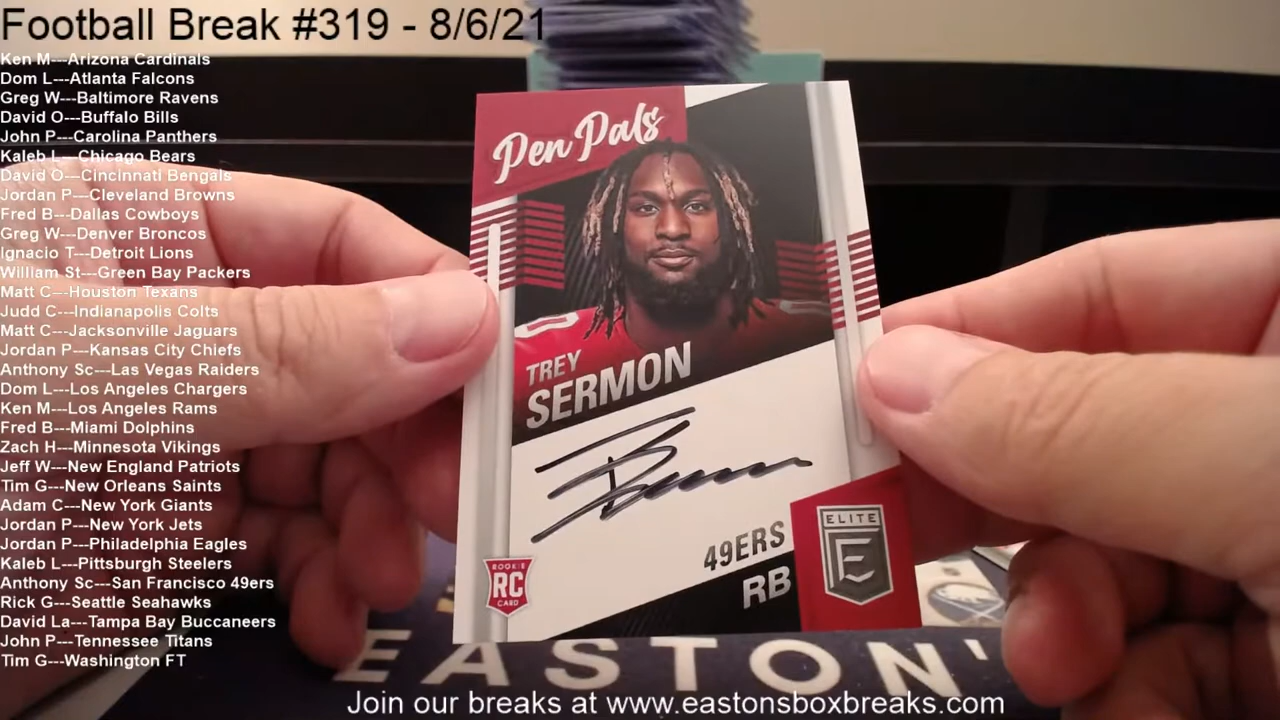 Football Break #319 - 8/6/21
Ken M---Arizona Cardinals
Dom L---Atlanta Falcons
Greg W---Baltimore Ravens
David O---Buffalo Bills
John P---Carolina Panthers
Kaleb L---Chicago Bears
David O---Cincinnati Bengals
Jordan P---Cleveland Browns
Fred B---Dallas Cowboys
Greg W---Denver Broncos
Ignacio T---Detroit Lions
William St---Green Bay Packers
Matt C---Houston Texans
Judd C---Indianapolis Colts
Matt C---Jacksonville Jaguars
Jordan P---Kansas City Chiefs
Anthony Sc---Las Vegas Raiders
Dom L---Los Angeles Chargers
Ken M---Los Angeles Rams
Fred B---Miami Dolphins
Zach H---Minnesota Vikings
Jeff W---New England Patriots
Tim G---New Orleans Saints
Adam C---New York Giants
Jordan P---New York Jets
Jordan P---Philadelphia Eagles
Kaleb L---Pittsburgh Steelers
Anthony Sc---San Francisco 49ers
Rick G---Seattle Seahawks
David La---Tampa Bay Buccaneers
John P---Tennessee Titans
Tim G---Washington FT
Pen Pals
TREY
SERMON
49ERS
RB
ELITE
E
ROOKIE
RC
CARD
EASTON'
Join our breaks at www.eastonsboxbreaks.com